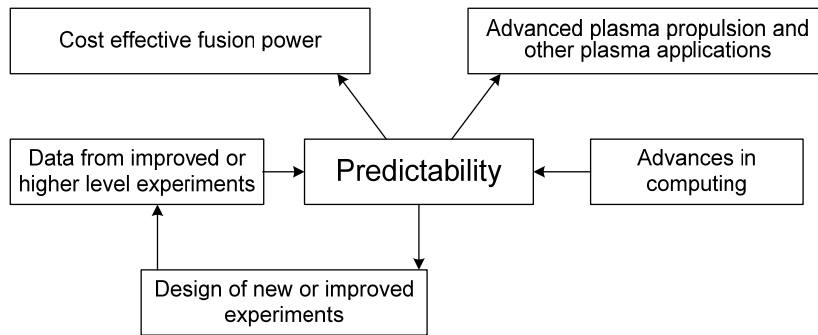 Cost effective fusion power
Advanced plasma propulsion and
other plasma applications
Data from improved or
higher level experiments
Predictability
Advances in
computing
Design of new or improved
experiments